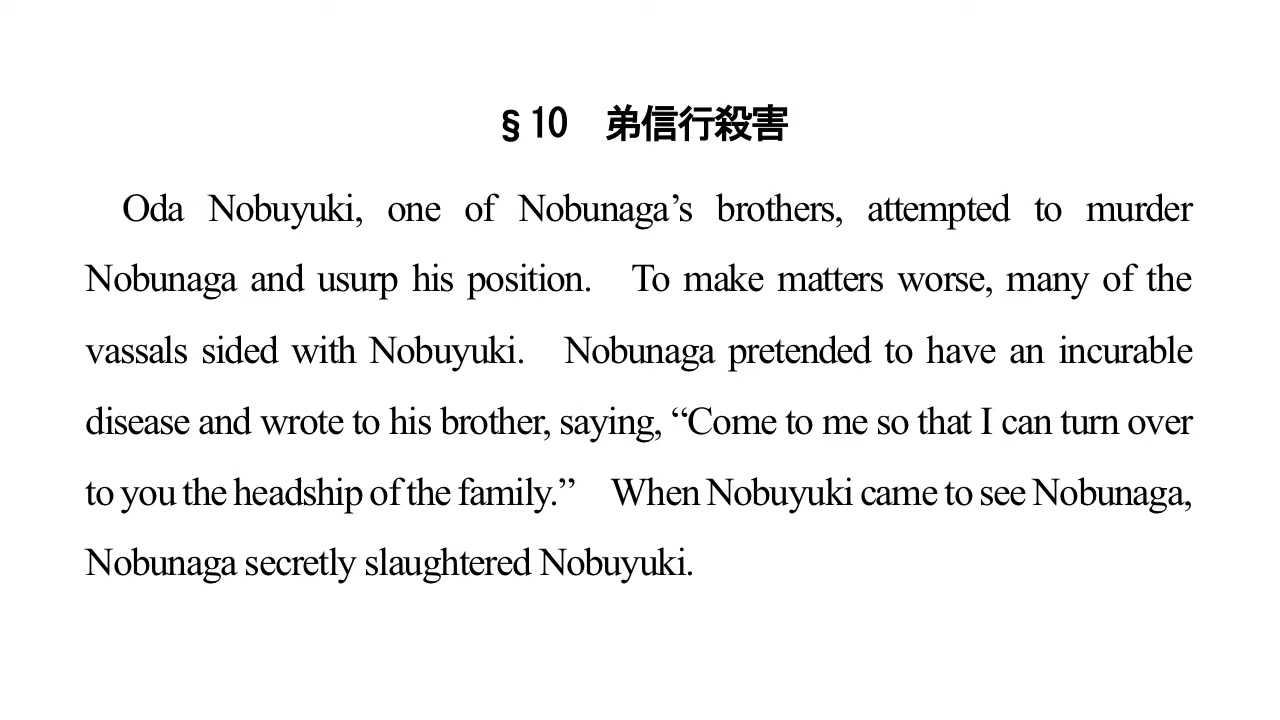 §10　弟信行殺害
Oda Nobuyuki, one of Nobunaga’s brothers, attempted to murder
Nobunaga and usurp his position.　To make matters worse, many of the
vassals sided with Nobuyuki.　Nobunaga pretended to have an incurable
disease and wrote to his brother, saying, “Come to me so that I can turn over
to you the headship of the family.”　When Nobuyuki came to see Nobunaga,
Nobunaga secretly slaughtered Nobuyuki.